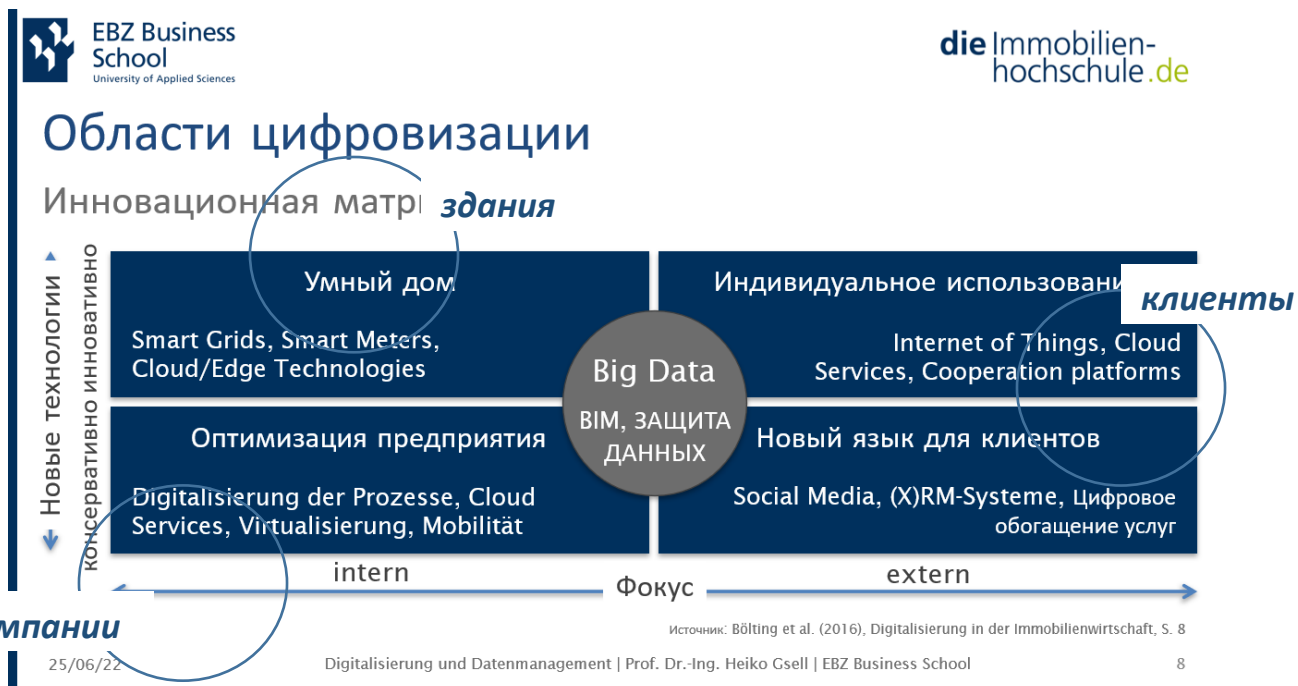 EBZ Business
School
University of Applied Sciences
die Immobilien-
hochschule.de
Области цифровизации
Инновационная матр
здания
клиенты
Новые технологии
консервативно инновативно
Умный дом
Smart Grids, Smart Meters,
Cloud/Edge Technologies
Индивидуальное использован
Internet of Things, Cloud
Services, Cooperation platforms
Big Data
BIM, ЗАЩИТА
ДАННЫХ
Оптимизация предприятия
Digitalisierung der Prozesse, Cloud
Services, Virtualisierung, Mobilität
Новый язык для клиентов
Social Media, (X)RM-Systeme, Цифровое
обогащение услуг
intern
Фокус
extern
мпании
Источник: Bölting et al. (2016), Digitalisierung in der Immobilienwirtschaft, S. 8
25/06/22
Digitalisierung und Datenmanagement | Prof. Dr.-Ing. Heiko Gsell | EBZ Business School
8